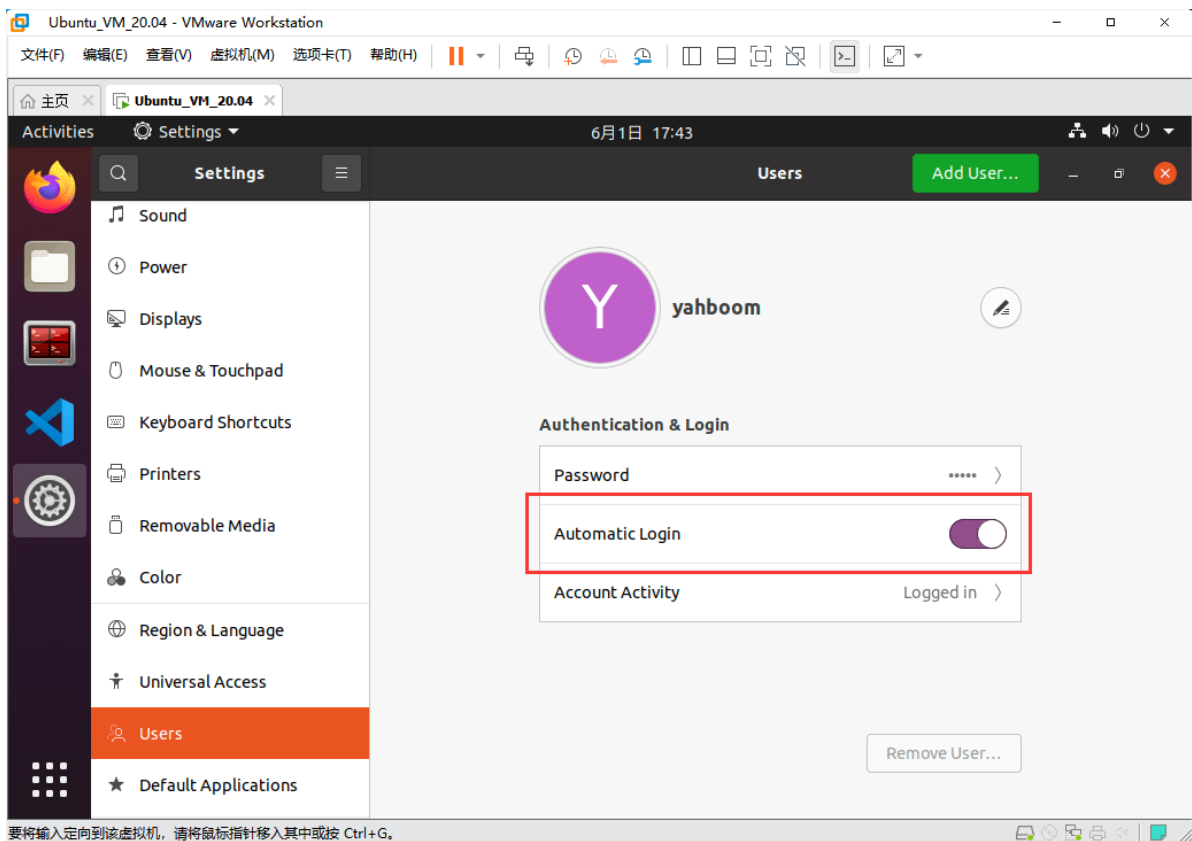 Ubuntu_VM_20.04 - VMware Workstation
文件(F) 编辑(E) 查看(V) 虚拟机(M) 选项卡(T) 帮助(H)
主页 Ubuntu_VM_20.04
Activities Settings 6月1日 17:43
Settings Users Add User...
Sound
Power
Displays
Mouse & Touchpad
Keyboard Shortcuts
Printers
Removable Media
Color
Region & Language
Universal Access
Users
Default Applications
Y yahboom
Authentication & Login
Password •••••
Automatic Login
Account Activity Logged in
Remove User...
要将输入定向到该虚拟机，请将鼠标指针移入其中或按 Ctrl+G。